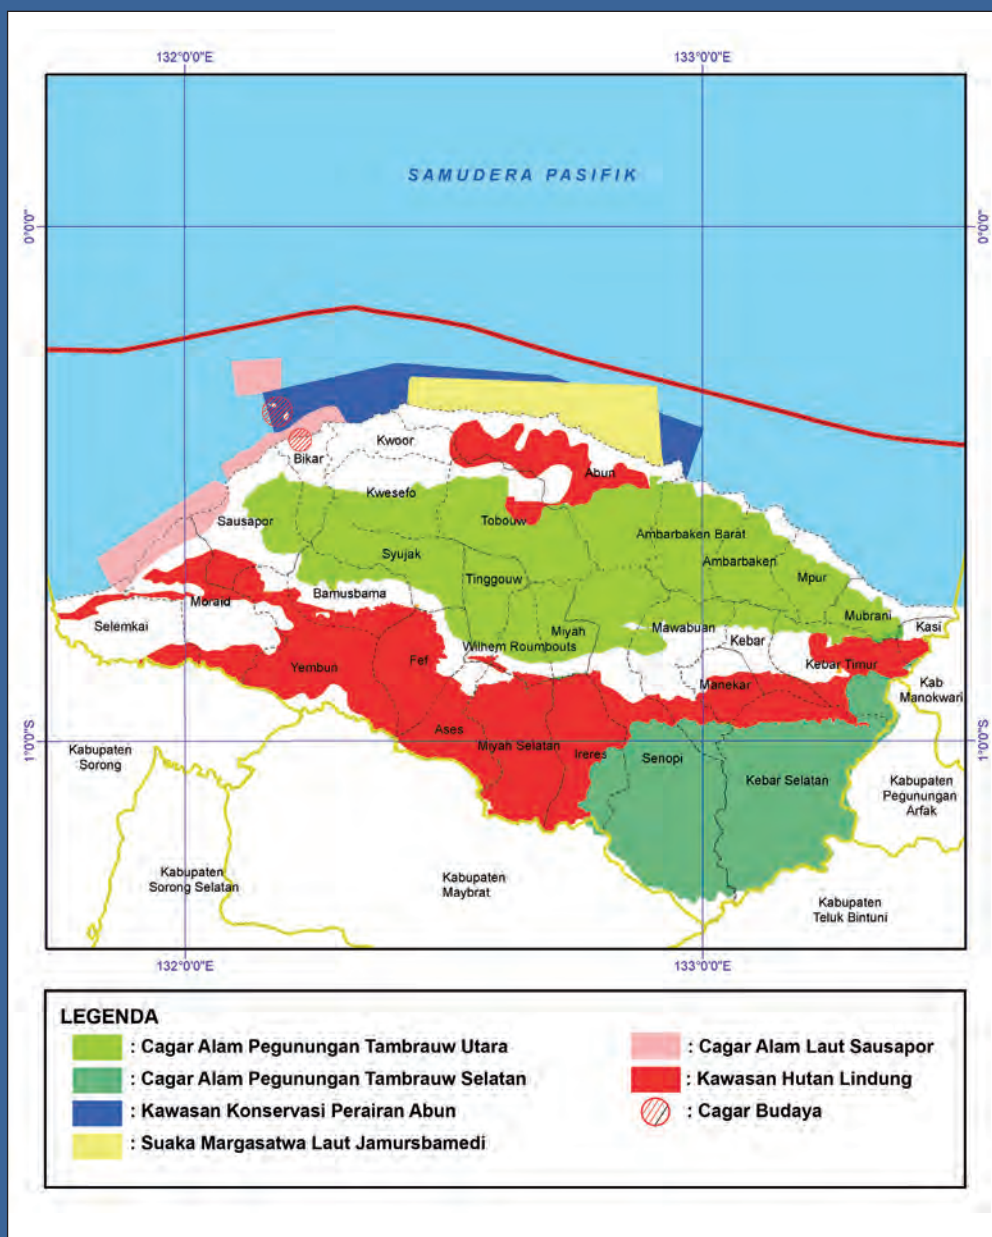 132°0'0"E
133°0'0"E
SAMUDERA PASIFIK
0°0'0"
0°0'0"
Kwoor
Bikar
Abun
Kwesefo
Sausapor
Tobouw
Ambarbaken Barat
Syujak
Ambarbaken
Tinggouw
Mpur
Bamusbama
Moraid
Mubrani
Selemkai
Miyah
Mawabuan
Kasi
Kebar
Wilhem Roumbouts
Fef
Yembun
Kebar Timur
Manekar
Kab
Manokwari
Ases
Miyah Selatan
Ireres
Kabupaten
Sorong
1°0'0"S
1°0'0"S
Senopi
Kebar Selatan
Kabupaten
Pegunungan
Arfak
Kabupaten
Sorong Selatan
Kabupaten
Maybrat
Kabupaten
Teluk Bintuni
132°0'0"E
133°0'0"E
LEGENDA
: Cagar Alam Pegunungan Tambrauw Utara
: Cagar Alam Pegunungan Tambrauw Selatan
: Kawasan Konservasi Perairan Abun
: Suaka Margasatwa Laut Jamursbamedi
: Cagar Alam Laut Sausapor
: Kawasan Hutan Lindung
: Cagar Budaya